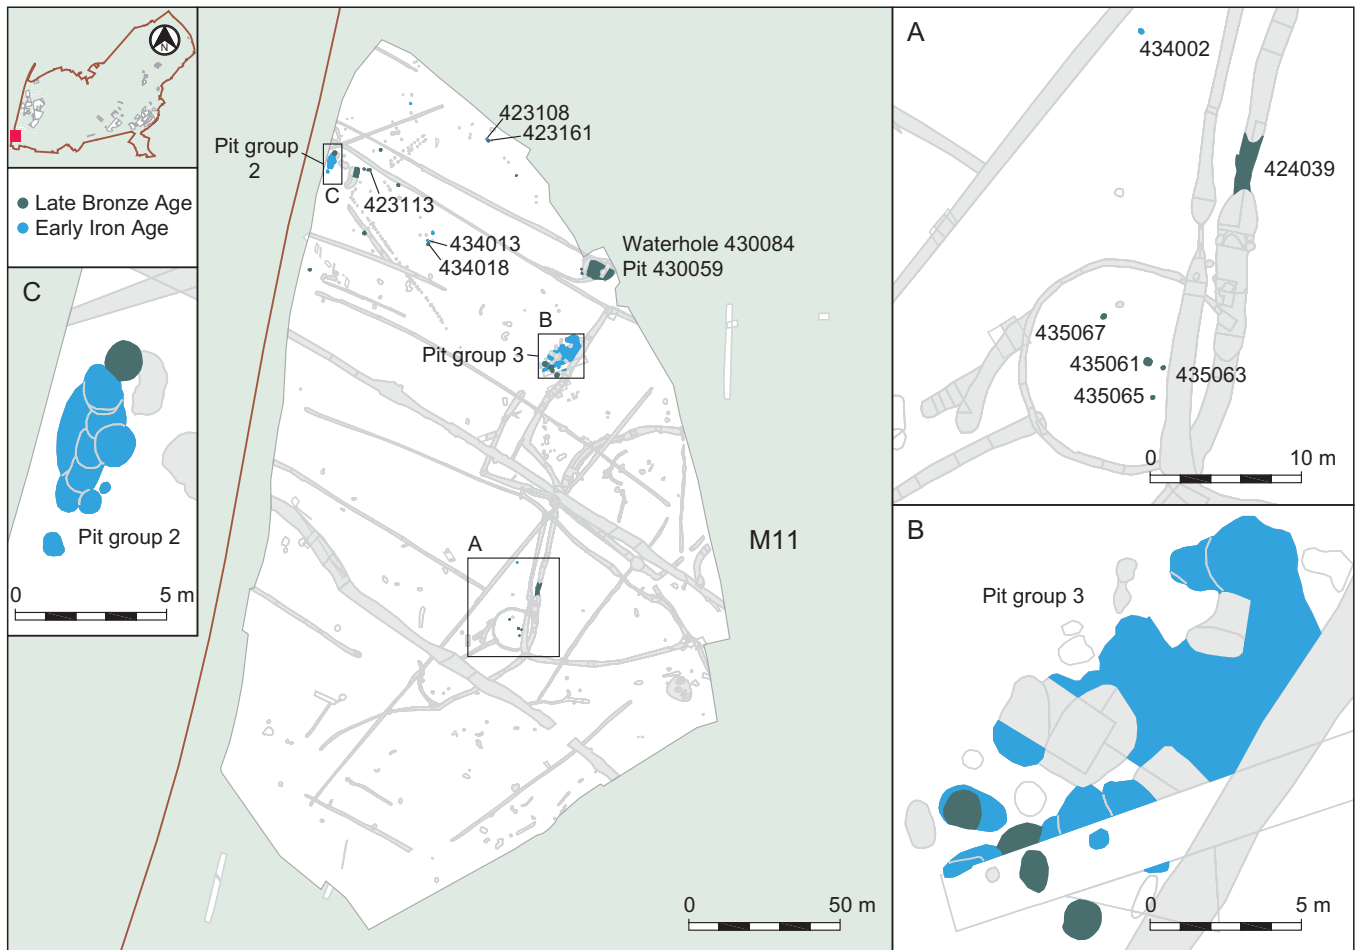 N
Late Bronze Age
Early Iron Age
C
Pit group 2
0 5 m
Pit group
2
C
423108
423161
423113
434013
434018
Waterhole 430084
Pit 430059
B
Pit group 3
A
M11
0 50 m
A
434002
424039
435067
435061
435063
435065
0 10 m
B
Pit group 3
0 5 m